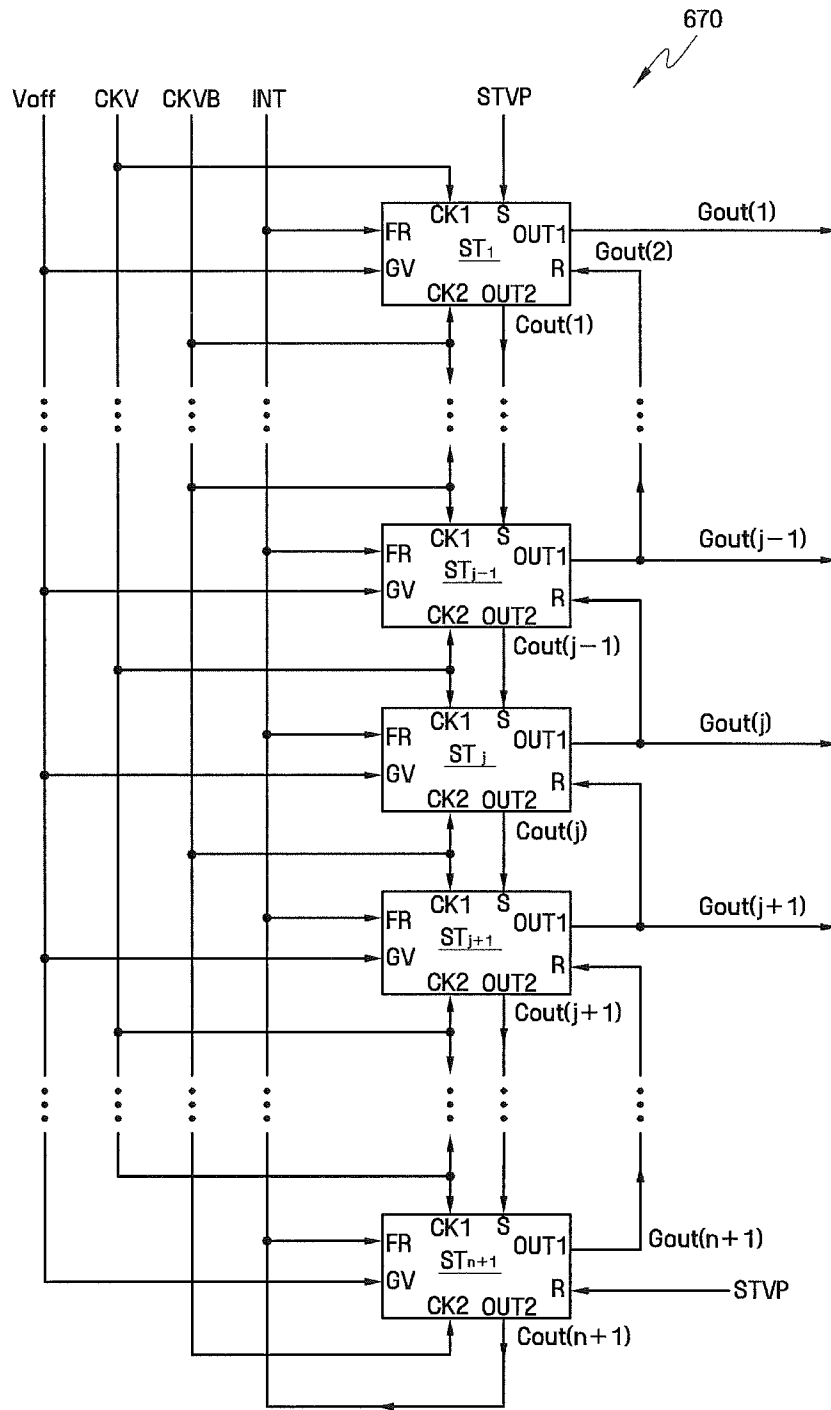 670
Voff CKV CKVB INT STVP
CK1 S
FR OUT1 Gout(1)
ST1 Gout(2)
GV R
CK2 OUT2
Cout(1)
CK1 S
FR OUT1 Gout(j-1)
STj-1
GV R
CK2 OUT2
Cout(j-1)
CK1 S
FR OUT1 Gout(j)
STj
GV R
CK2 OUT2
Cout(j)
CK1 S
FR OUT1 Gout(j+1)
STj+1
GV R
CK2 OUT2
Cout(j+1)
CK1 S
FR OUT1 Gout(n+1)
STn+1
GV R STVP
CK2 OUT2
Cout(n+1)